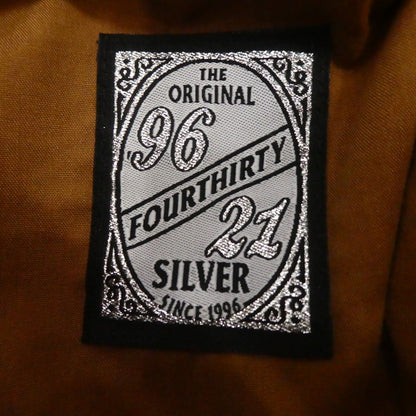 THE
ORIGINAL
'96
FOURTHIRTY
21
SILVER
SINCE 1996